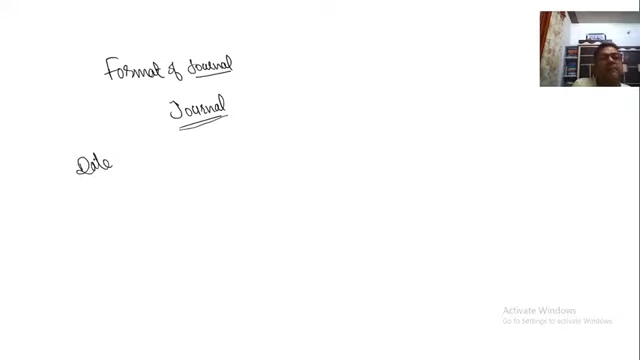 Format of Journal
Journal
Date
Activate Windows
Go to Settings to activate Windows.